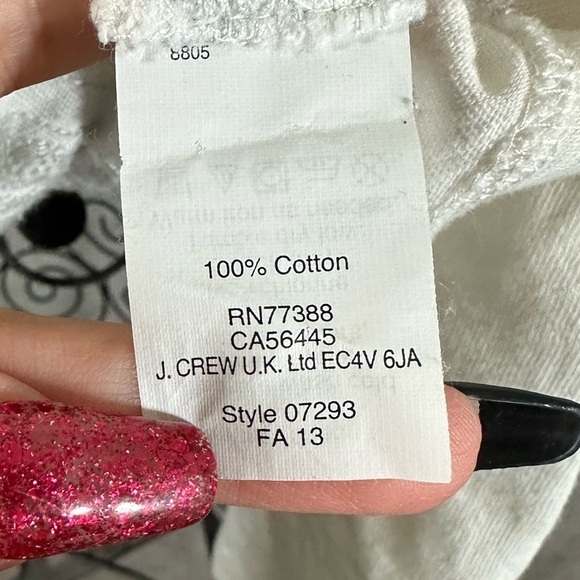 8805
100% Cotton
RN77388
CA56445
J. CREW U.K. Ltd EC4V 6JA
Style 07293
FA 13